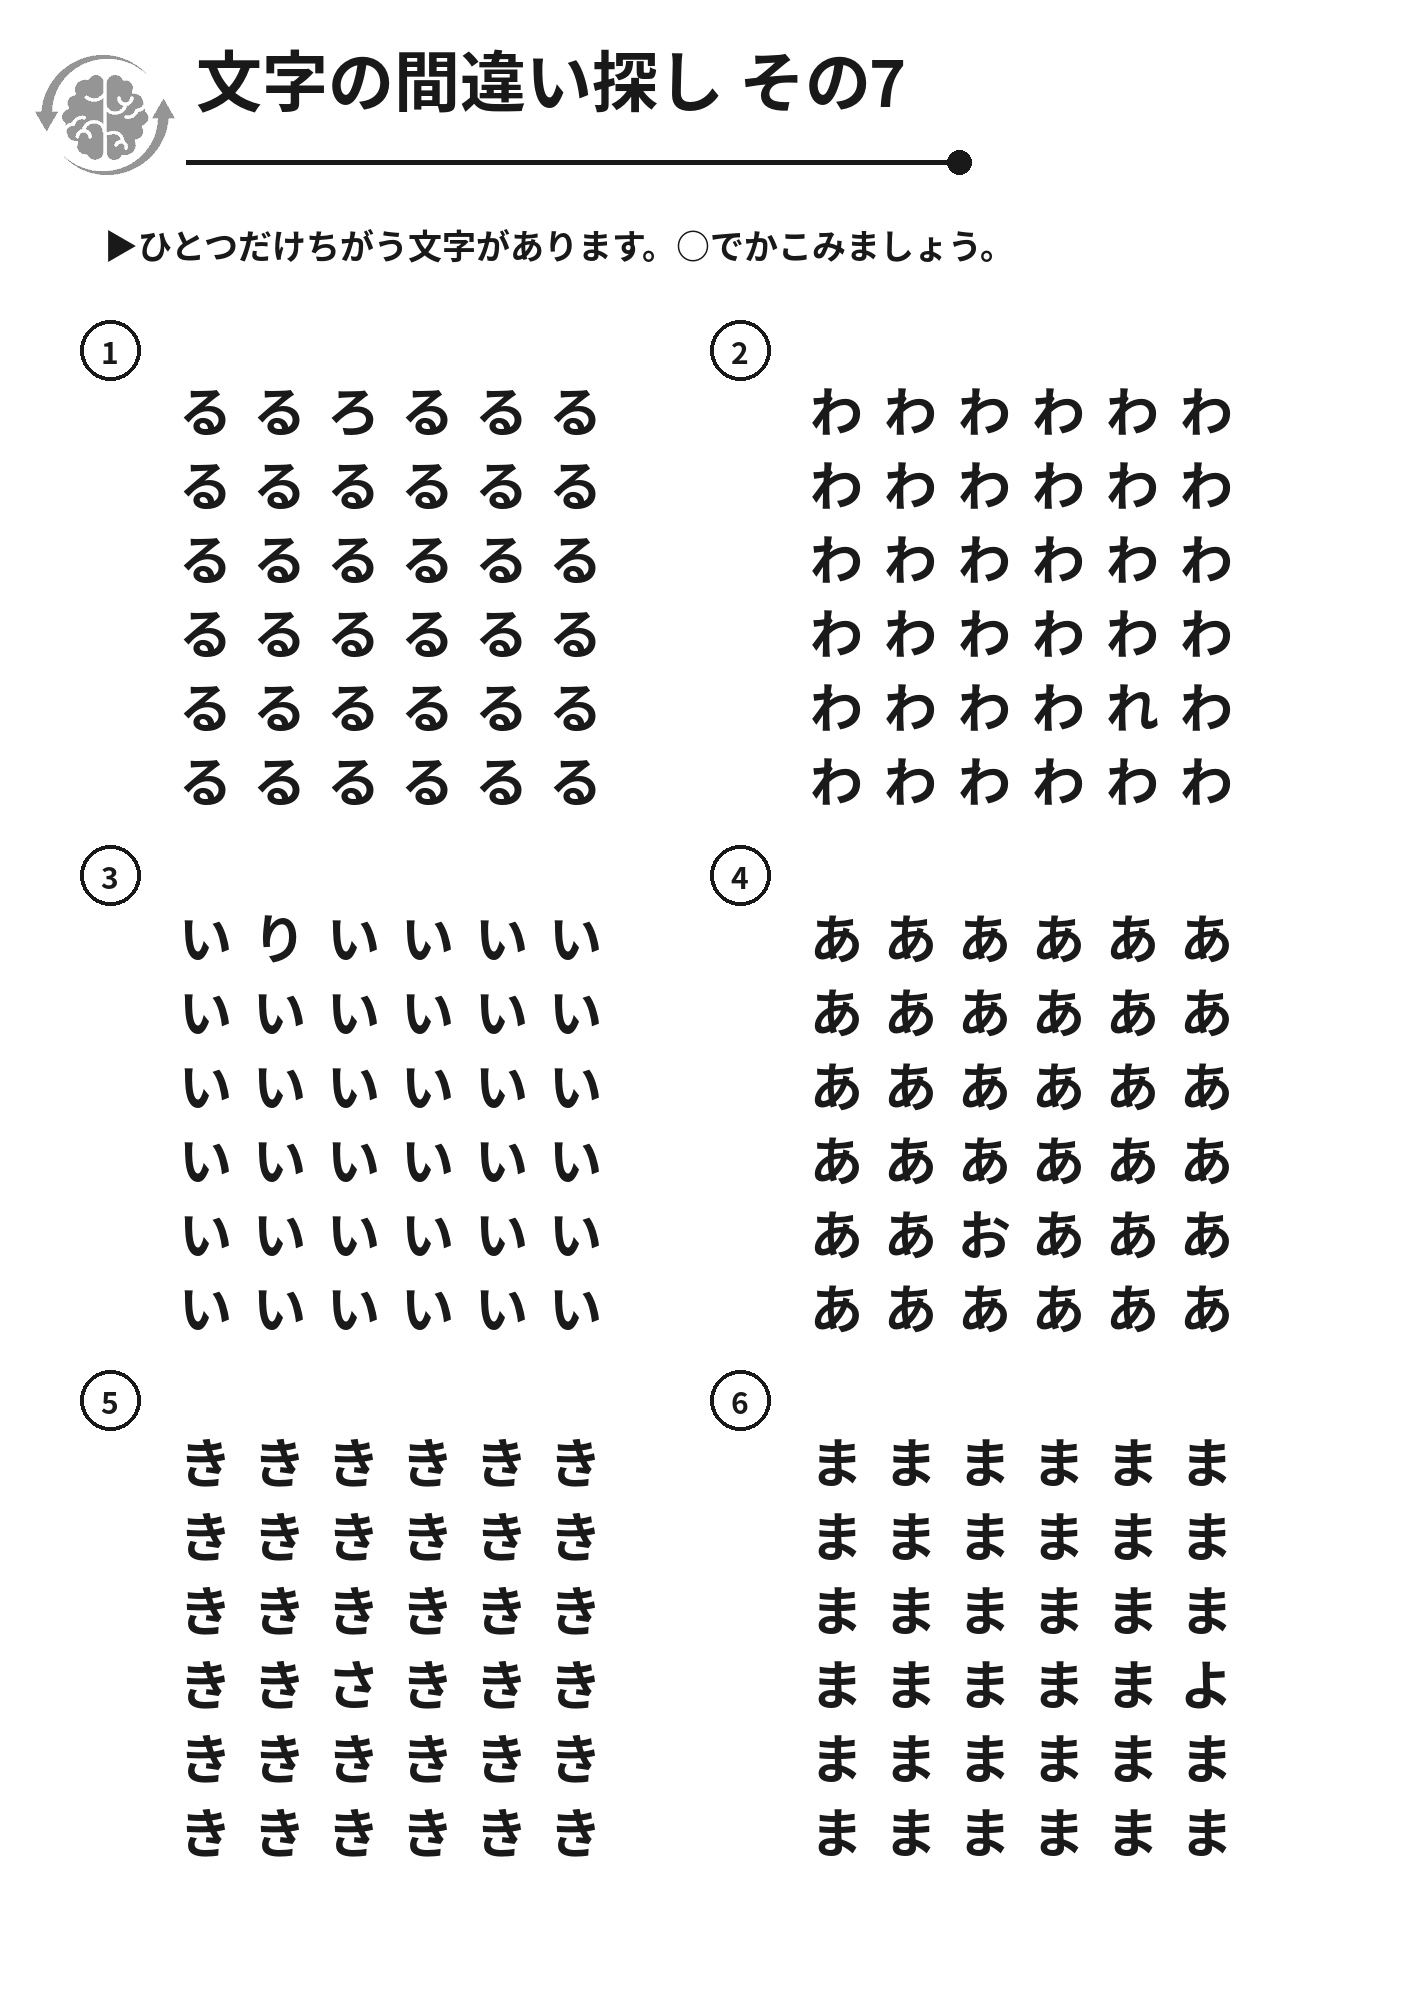 文字の間違い探し その7
▶ひとつだけちがう文字があります。○でかこみましょう。
1
る る ろ る る る
る る る る る る
る る る る る る
る る る る る る
る る る る る る
る る る る る る
2
わ わ わ わ わ わ
わ わ わ わ わ わ
わ わ わ わ わ わ
わ わ わ わ わ わ
わ わ わ わ れ わ
わ わ わ わ わ わ
3
い り い い い い
い い い い い い
い い い い い い
い い い い い い
い い い い い い
い い い い い い
4
あ あ あ あ あ あ
あ あ あ あ あ あ
あ あ あ あ あ あ
あ あ あ あ あ あ
あ あ お あ あ あ
あ あ あ あ あ あ
5
き き き き き き
き き き き き き
き き き き き き
き き さ き き き
き き き き き き
き き き き き き
6
ま ま ま ま ま ま
ま ま ま ま ま ま
ま ま ま ま ま ま
ま ま ま ま ま よ
ま ま ま ま ま ま
ま ま ま ま ま ま